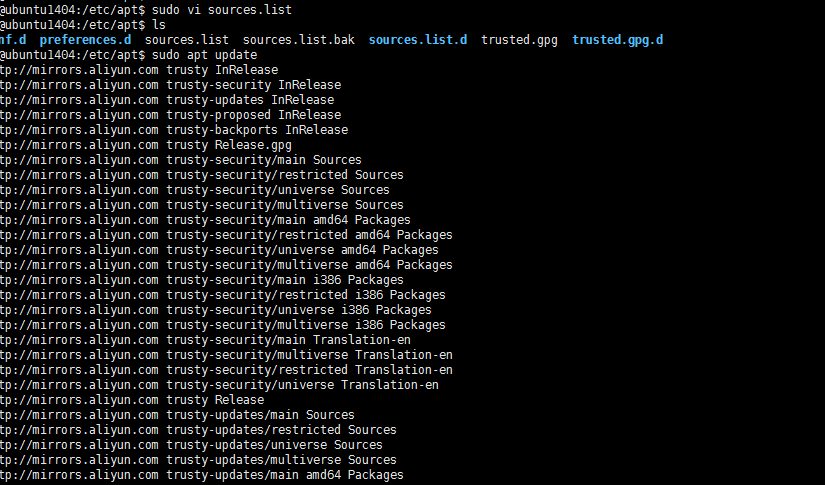 @ubuntu1404:/etc/apt$ sudo vi sources.list
@ubuntu1404:/etc/apt$ ls
nf.d preferences.d sources.list sources.list.bak sources.list.d trusted.gpg trusted.gpg.d
@ubuntu1404:/etc/apt$ sudo apt update
tp://mirrors.aliyun.com trusty InRelease
tp://mirrors.aliyun.com trusty-security InRelease
tp://mirrors.aliyun.com trusty-updates InRelease
tp://mirrors.aliyun.com trusty-proposed InRelease
tp://mirrors.aliyun.com trusty-backports InRelease
tp://mirrors.aliyun.com trusty Release.gpg
tp://mirrors.aliyun.com trusty-security/main Sources
tp://mirrors.aliyun.com trusty-security/restricted Sources
tp://mirrors.aliyun.com trusty-security/universe Sources
tp://mirrors.aliyun.com trusty-security/multiverse Sources
tp://mirrors.aliyun.com trusty-security/main amd64 Packages
tp://mirrors.aliyun.com trusty-security/restricted amd64 Packages
tp://mirrors.aliyun.com trusty-security/universe amd64 Packages
tp://mirrors.aliyun.com trusty-security/multiverse amd64 Packages
tp://mirrors.aliyun.com trusty-security/main i386 Packages
tp://mirrors.aliyun.com trusty-security/restricted i386 Packages
tp://mirrors.aliyun.com trusty-security/universe i386 Packages
tp://mirrors.aliyun.com trusty-security/multiverse i386 Packages
tp://mirrors.aliyun.com trusty-security/main Translation-en
tp://mirrors.aliyun.com trusty-security/multiverse Translation-en
tp://mirrors.aliyun.com trusty-security/restricted Translation-en
tp://mirrors.aliyun.com trusty-security/universe Translation-en
tp://mirrors.aliyun.com trusty Release
tp://mirrors.aliyun.com trusty-updates/main Sources
tp://mirrors.aliyun.com trusty-updates/restricted Sources
tp://mirrors.aliyun.com trusty-updates/universe Sources
tp://mirrors.aliyun.com trusty-updates/multiverse Sources
tp://mirrors.aliyun.com trusty-updates/main amd64 Packages